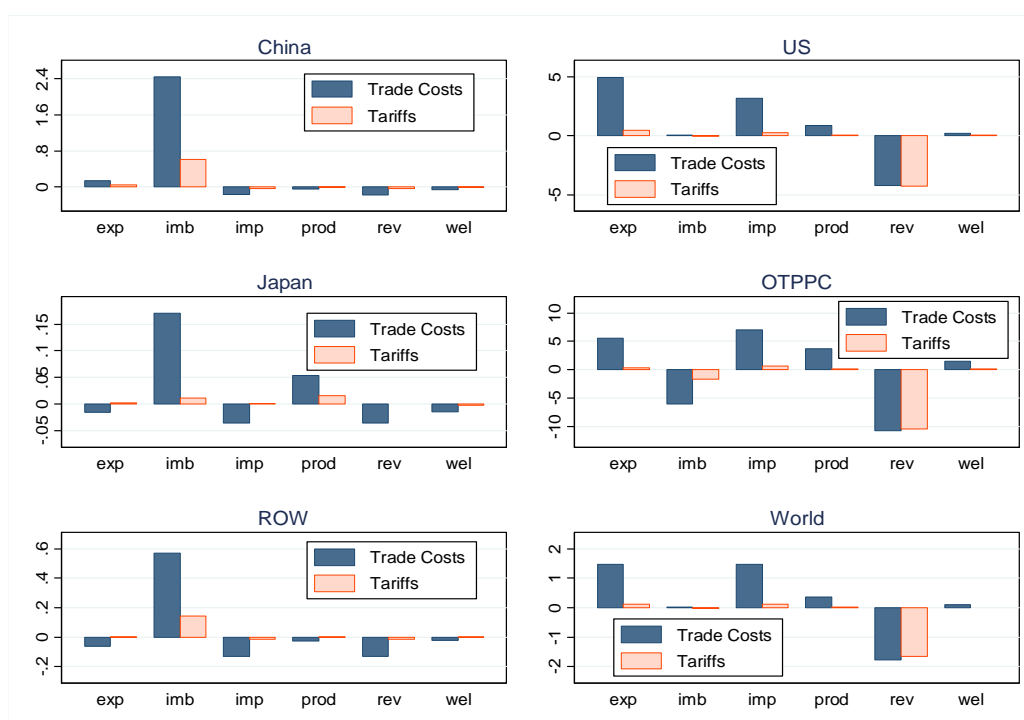 China
2.4
1.6
.8
0
Trade Costs
Tariffs
exp imb imp prod rev wel
US
5
0
-5
Trade Costs
Tariffs
exp imb imp prod rev wel
Japan
.15
.1
.05
0
-.05
Trade Costs
Tariffs
exp imb imp prod rev wel
OTPPC
10
5
0
-5
-10
Trade Costs
Tariffs
exp imb imp prod rev wel
ROW
.6
.4
.2
0
-.2
Trade Costs
Tariffs
exp imb imp prod rev wel
World
2
1
0
-1
-2
Trade Costs
Tariffs
exp imb imp prod rev wel